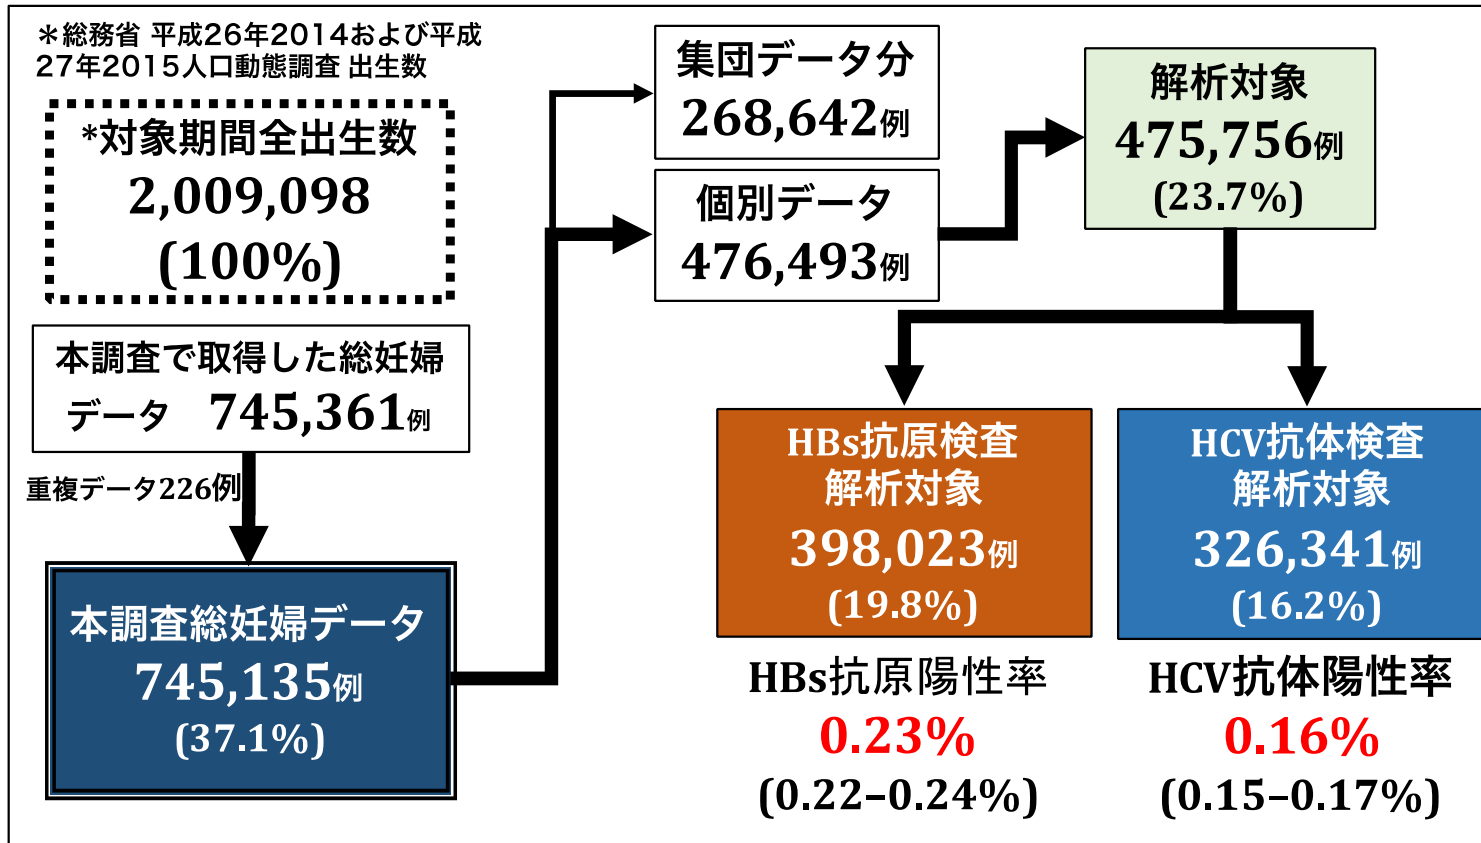 ＊総務省 平成26年2014および平成
27年2015人口動態調査 出生数
*対象期間全出生数
2,009,098
(100%)
本調査で取得した総妊婦
データ 745,361例
重複データ226例
本調査総妊婦データ
745,135例
(37.1%)
集団データ分
268,642例
個別データ
476,493例
解析対象
475,756例
(23.7%)
HBs抗原検査
解析対象
398,023例
(19.8%)
HBs抗原陽性率
0.23%
(0.22–0.24%)
HCV抗体検査
解析対象
326,341例
(16.2%)
HCV抗体陽性率
0.16%
(0.15–0.17%)